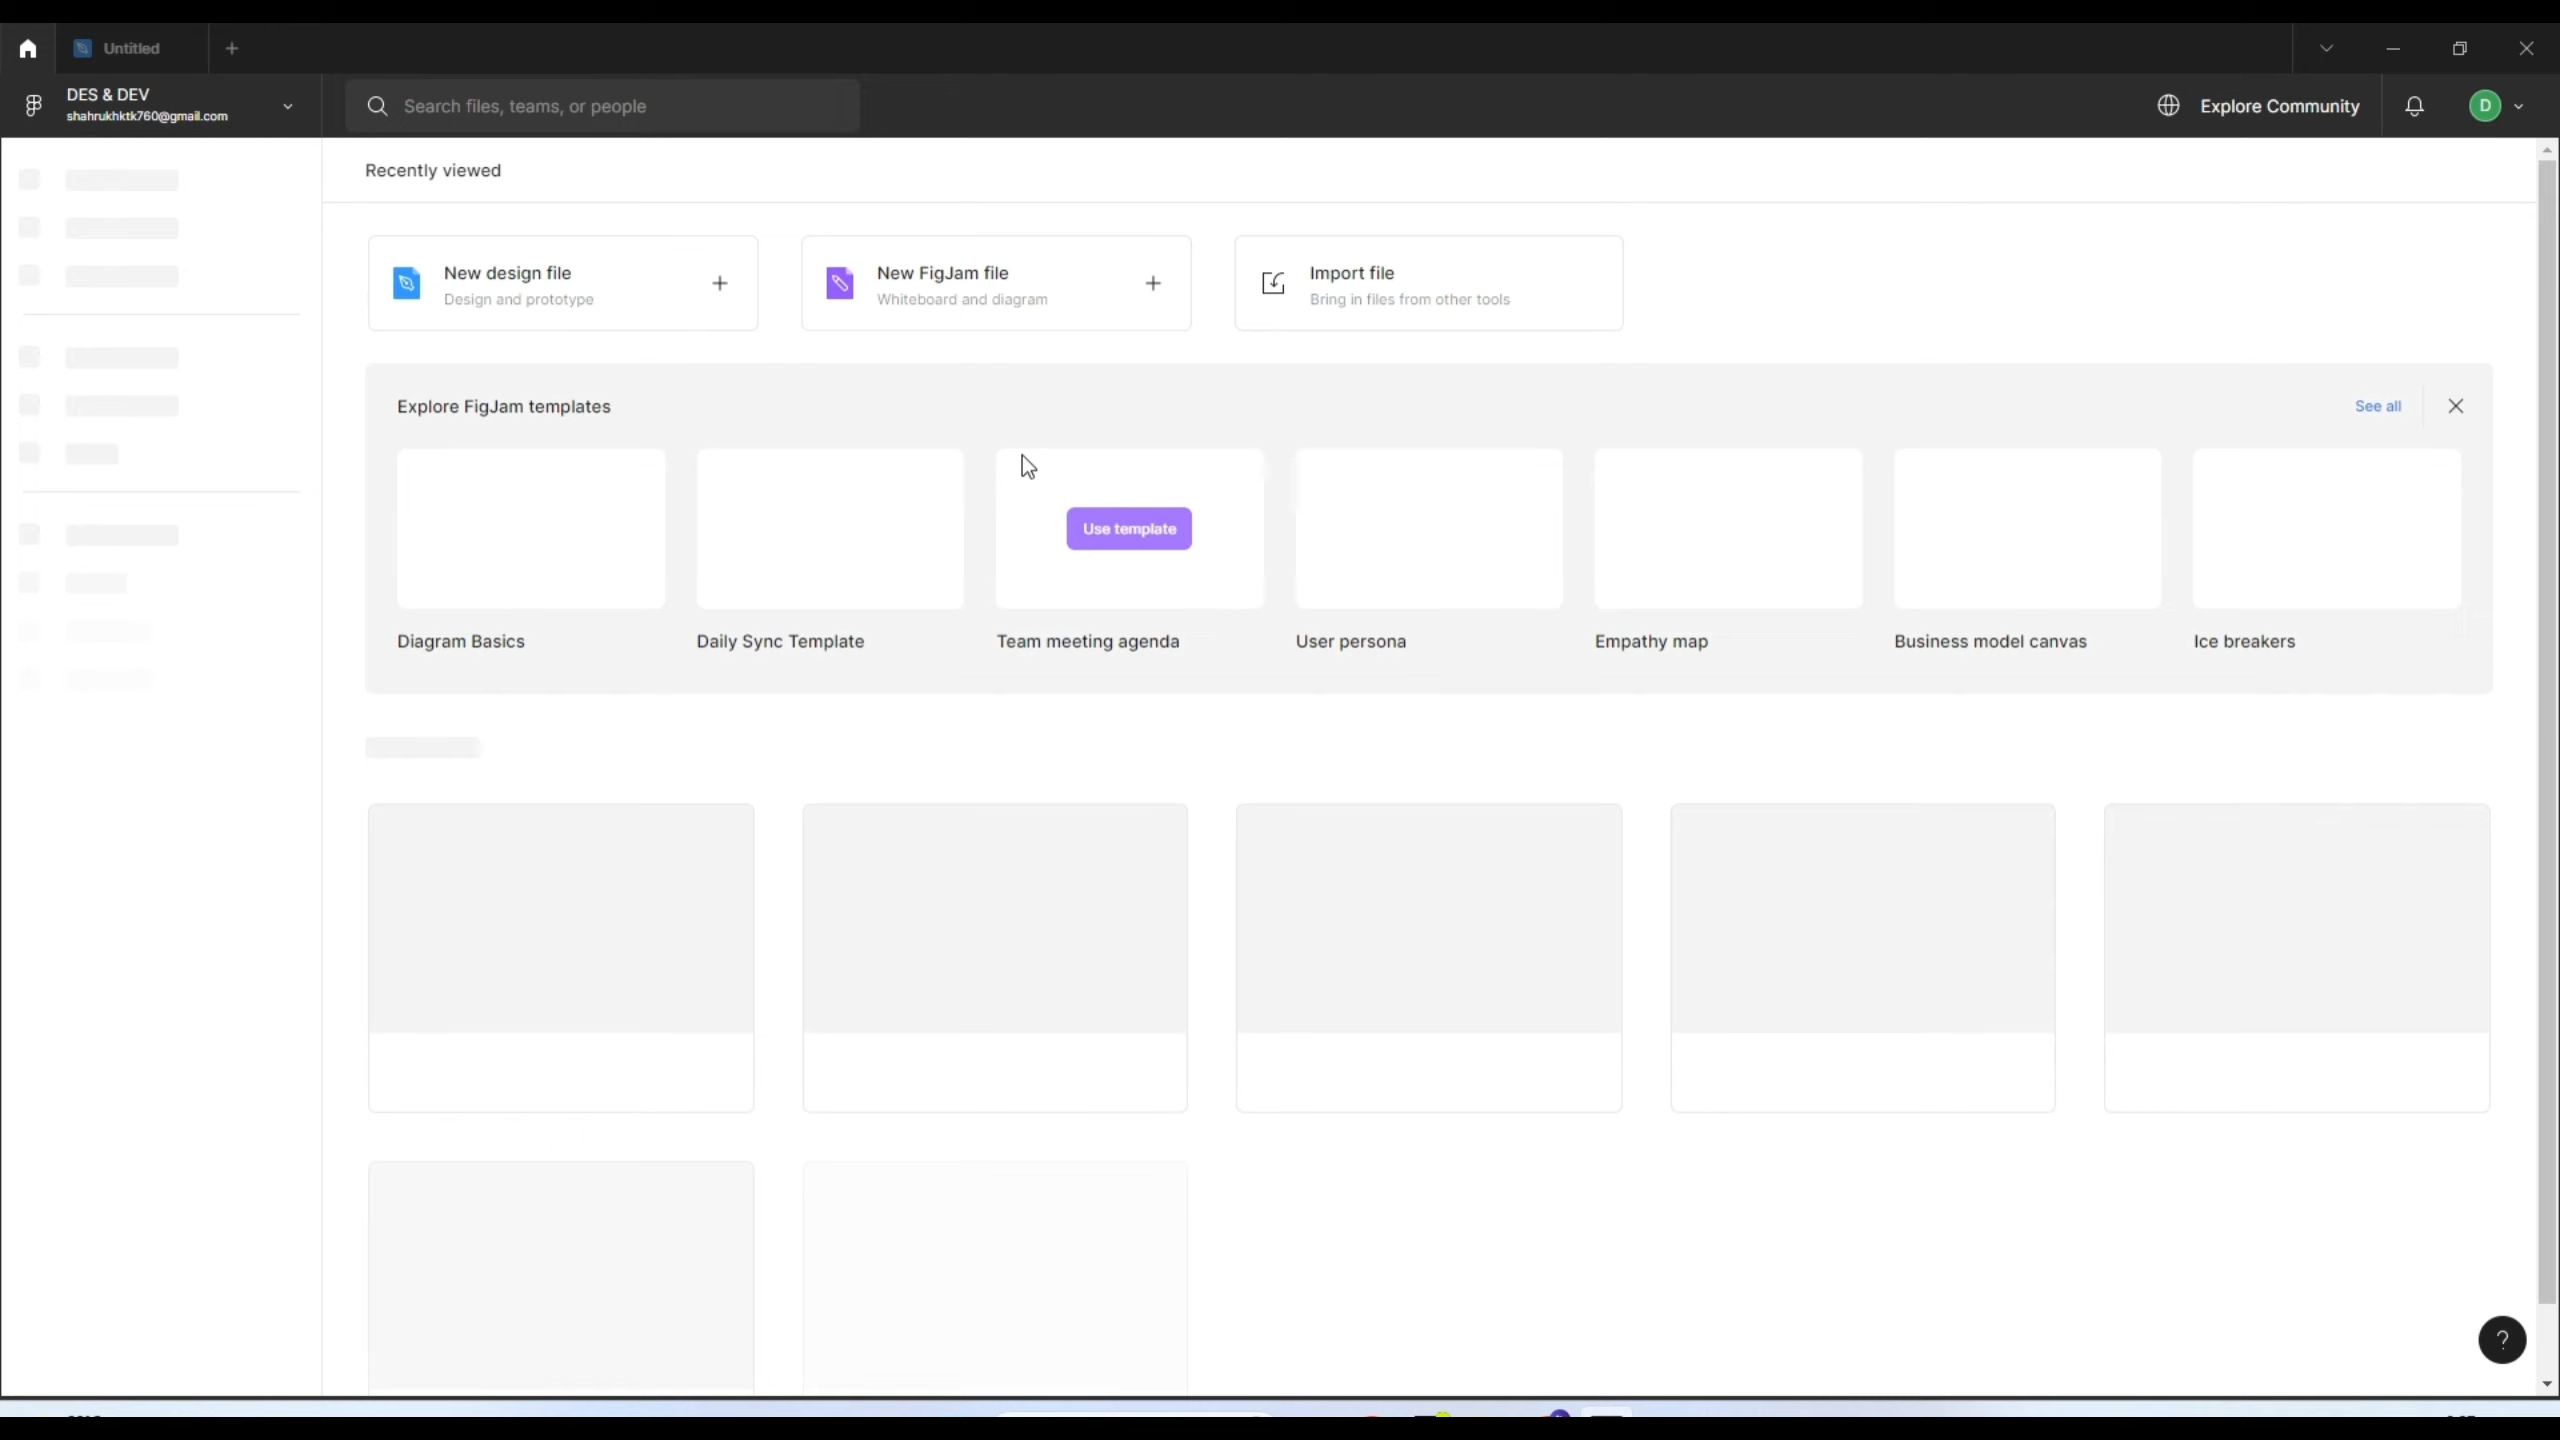 Untitled
DES & DEV
shahrukhktk760@gmail.com
Search files, teams, or people
Explore Community
D
Recently viewed
New design file
Design and prototype
New FigJam file
Whiteboard and diagram
Import file
Bring in files from other tools
Explore FigJam templates
See all
Use template
Diagram Basics
Daily Sync Template
Team meeting agenda
User persona
Empathy map
Business model canvas
Ice breakers
?